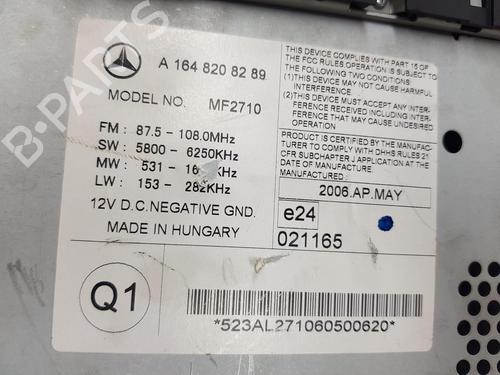 A 164 820 82 89
MODEL NO. MF2710
FM : 87.5 - 108.0MHz
SW : 5800 - 6250KHz
MW : 531 - KHz
LW : 153 - 282KHz
12V D.C.NEGATIVE GND.
MADE IN HUNGARY
THIS DEVICE COMPLIES WITH PART 15 OF
THE FCC RULES OPERATION IS SUBJECT TO
THE FOLLOWING TWO CONDITIONS:
(1)THIS DEVICE MAY NOT CAUSE HARMFUL
INTERFERENCE
(2)THIS DEVICE MUST ACCEPT ANY INTER-
FERENCE RECEIVED, INCLUDING INTER-
FERENCE THAT MAY CAUSE UNDESIRED
OPERATION
PRODUCT IS CERTIFIED BY THE MANUFAC-
TURER TO COMPLY WITH DHHS RULES 21
CFR SUBCHAPTER J APPLICATION AT THE
DATE OF MANUFACTURE.
MANUFACTURED:
2006.AP.MAY
e24
021165
Q1
*523AL271060500620*
B-PARTS